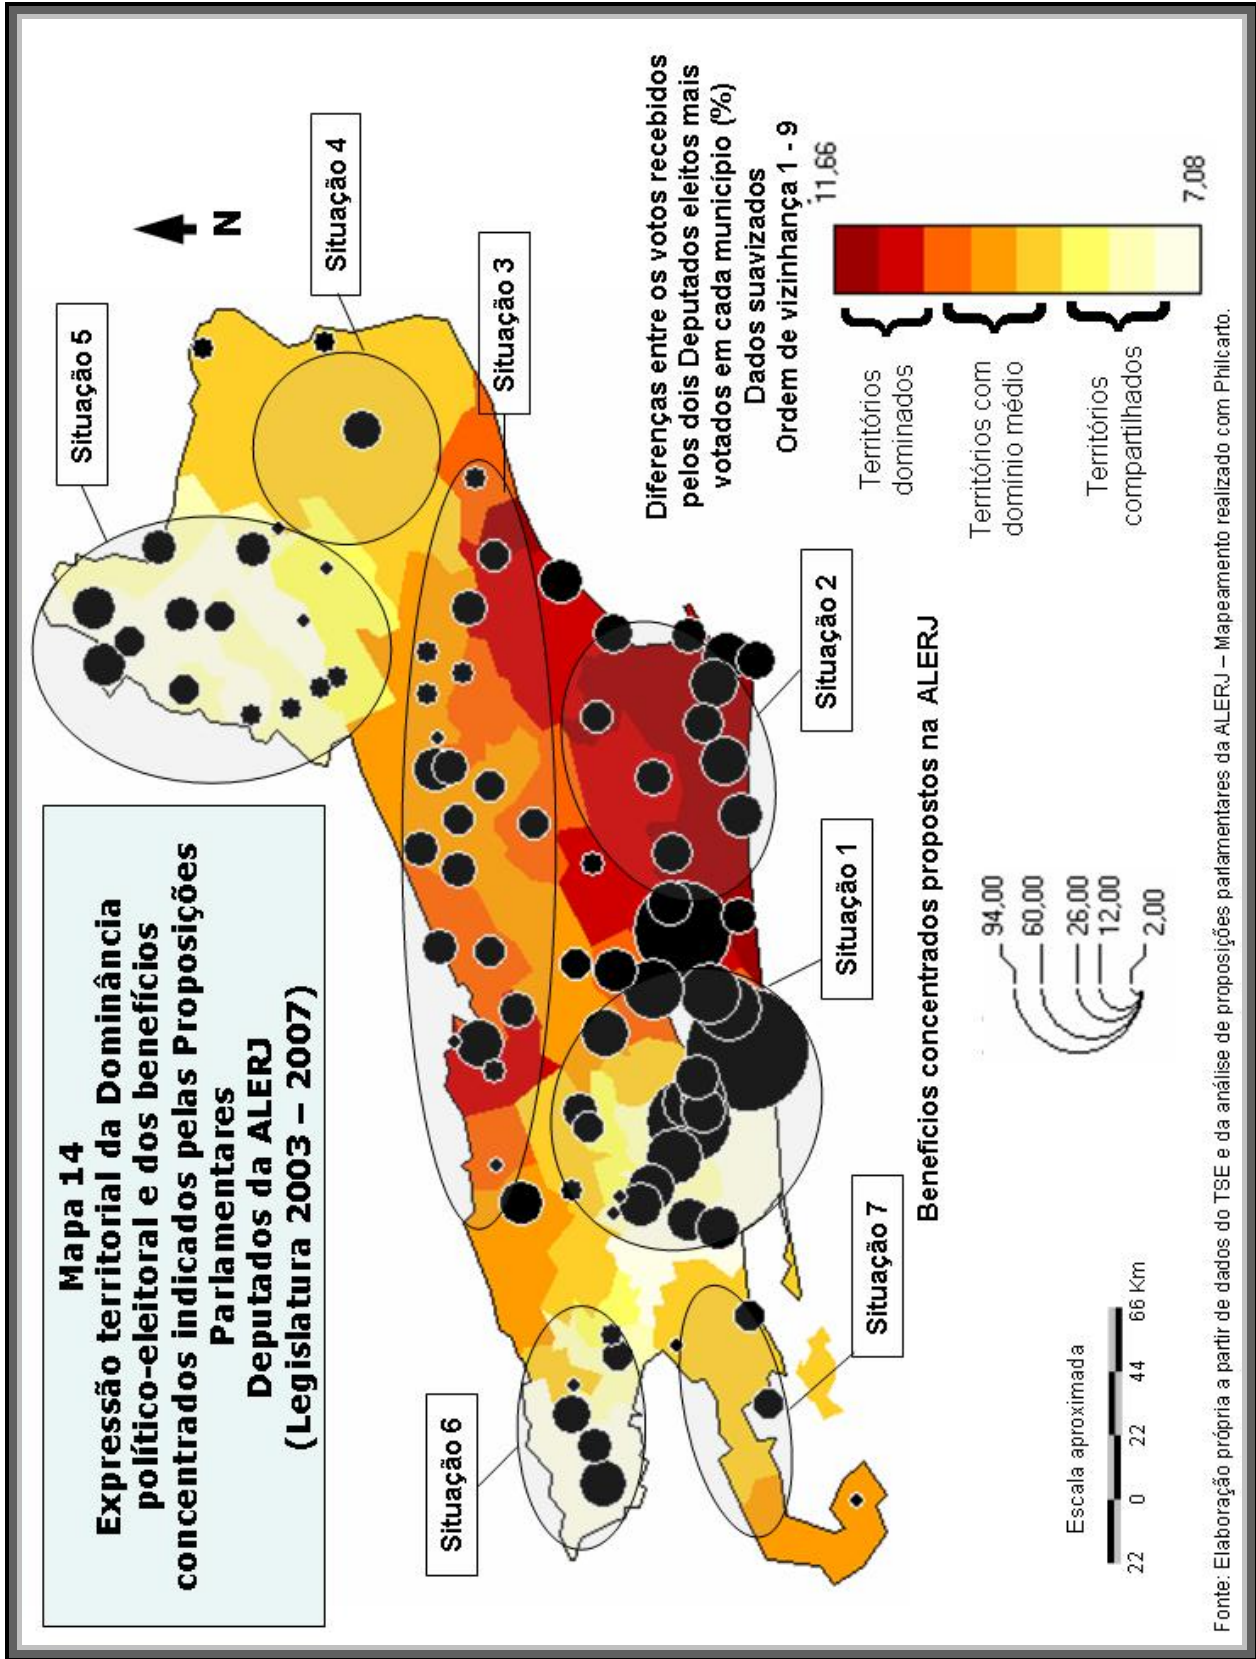 Mapa 14
Expressão territorial da Dominância
político-eleitoral e dos benefícios
concentrados indicados pelas Proposições
Parlamentares
Deputados da ALERJ
(Legislatura 2003 – 2007)
Situação 5
N
Situação 4
Situação 3
Situação 6
Situação 7
Situação 1
Situação 2
Diferenças entre os votos recebidos
pelos dois Deputados eleitos mais
votados em cada município (%)
Dados suavizados
Ordem de vizinhança 1 - 9
11,66
7,08
Territórios
dominados
Territórios com
domínio médio
Territórios
compartilhados
Benefícios concentrados propostos na ALERJ
94,00
60,00
26,00
12,00
2,00
Escala aproximada
22 0 22 44 66 Km
Fonte: Elaboração própria a partir de dados do TSE e da análise de proposições parlamentares da ALERJ – Mapeamento realizado com Philcarto.